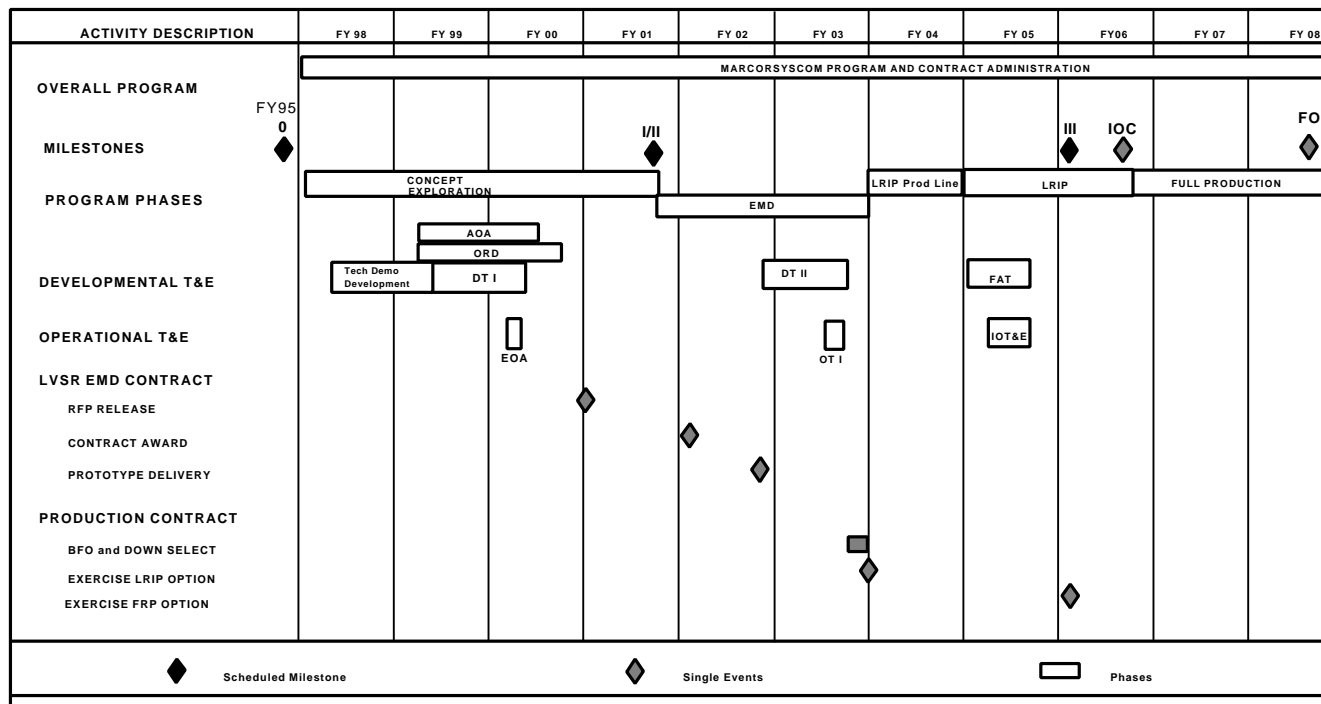 ACTIVITY DESCRIPTION FY 98 FY 99 FY 00 FY 01 FY 02 FY 03 FY 04 FY 05 FY06 FY 07 FY 08
MARCORSYSCOM PROGRAM AND CONTRACT ADMINISTRATION
OVERALL PROGRAM
FY95
0 I/II III IOC FO
MILESTONES
CONCEPT
EXPLORATION
LRIP Prod Line LRIP FULL PRODUCTION
PROGRAM PHASES
EMD
AOA
ORD
Tech Demo
Development
DT I DT II FAT
DEVELOPMENTAL T&E
OPERATIONAL T&E
IOT&E
EOA OT I
LVSR EMD CONTRACT
RFP RELEASE
CONTRACT AWARD
PROTOTYPE DELIVERY
PRODUCTION CONTRACT
BFO and DOWN SELECT
EXERCISE LRIP OPTION
EXERCISE FRP OPTION
Scheduled Milestone Single Events Phases